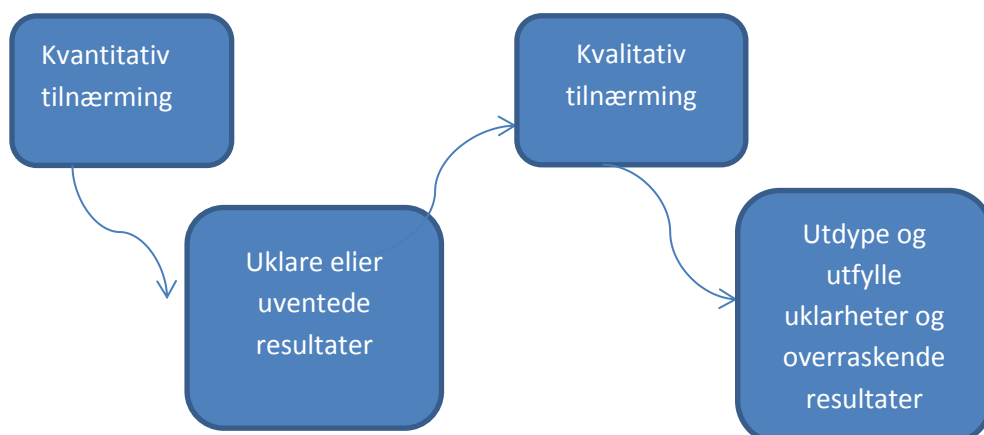 Kvantitativ
tilnærming
Uklare elier
uventede
resultater
Kvalitativ
tilnærming
Utdype og
utfylle
uklarheter og
overraskende
resultater